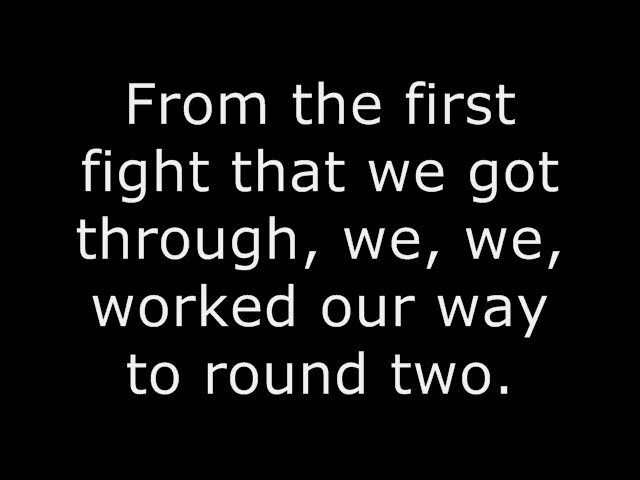 From the first
fight that we got
through, we, we,
worked our way
to round two.